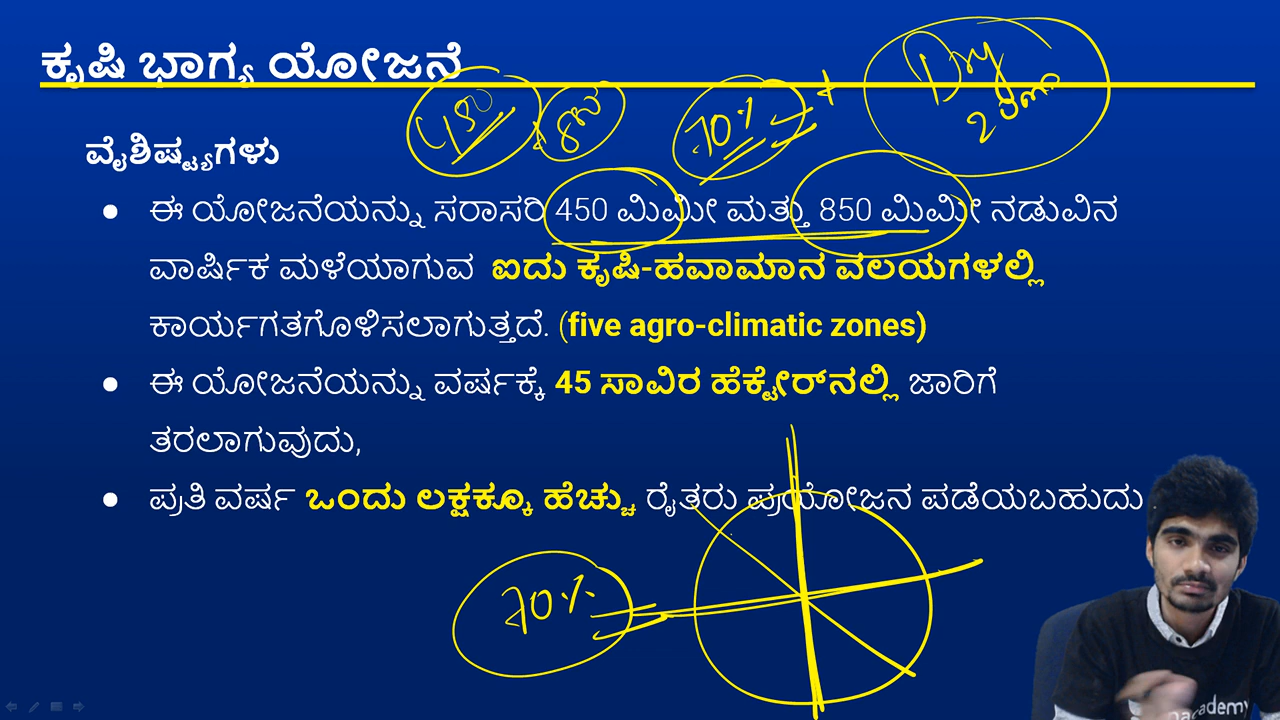 ಕೃಷಿ ಭಾಗ್ಯ ಯೋಜನೆ
450 850 70% + Dry
ವೈಶಿಷ್ಟ್ಯಗಳು
● ಈ ಯೋಜನೆಯನ್ನು ಸರಾಸರಿ 450 ಮಿಮೀ ಮತ್ತು 850 ಮಿಮೀ ನಡುವಿನ
ವಾರ್ಷಿಕ ಮಳೆಯಾಗುವ ಐದು ಕೃಷಿ-ಹವಾಮಾನ ವಲಯಗಳಲ್ಲಿ
ಕಾರ್ಯಗತಗೊಳಿಸಲಾಗುತ್ತದೆ. (five agro-climatic zones)
● ಈ ಯೋಜನೆಯನ್ನು ವರ್ಷಕ್ಕೆ 45 ಸಾವಿರ ಹೆಕ್ಟೇರ್‌ನಲ್ಲಿ ಜಾರಿಗೆ
ತರಲಾಗುವುದು,
● ಪ್ರತಿ ವರ್ಷ ಒಂದು ಲಕ್ಷಕ್ಕೂ ಹೆಚ್ಚು ರೈತರು ಪ್ರಯೋಜನ ಪಡೆಯಬಹುದು
70%